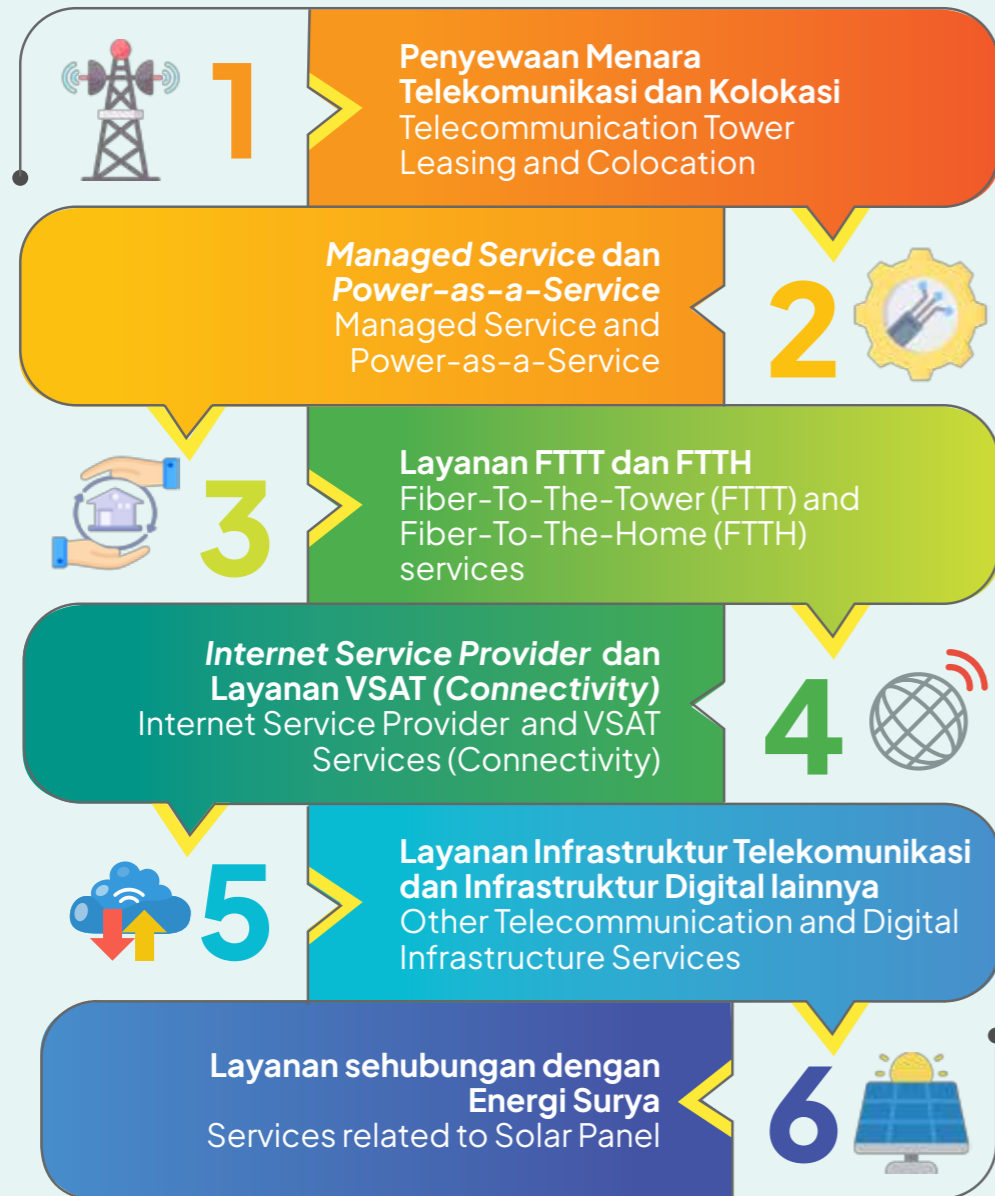 1
Penyewaan Menara
Telekomunikasi dan Kolokasi
Telecommunication Tower
Leasing and Colocation
Managed Service dan
Power-as-a-Service
Managed Service and
Power-as-a-Service
2
3
Layanan FTTT dan FTTH
Fiber-To-The-Tower (FTTT) and
Fiber-To-The-Home (FTTH)
services
Internet Service Provider dan
Layanan VSAT (Connectivity)
Internet Service Provider and VSAT
Services (Connectivity)
4
5
Layanan Infrastruktur Telekomunikasi
dan Infrastruktur Digital lainnya
Other Telecommunication and Digital
Infrastructure Services
Layanan sehubungan dengan
Energi Surya
Services related to Solar Panel
6